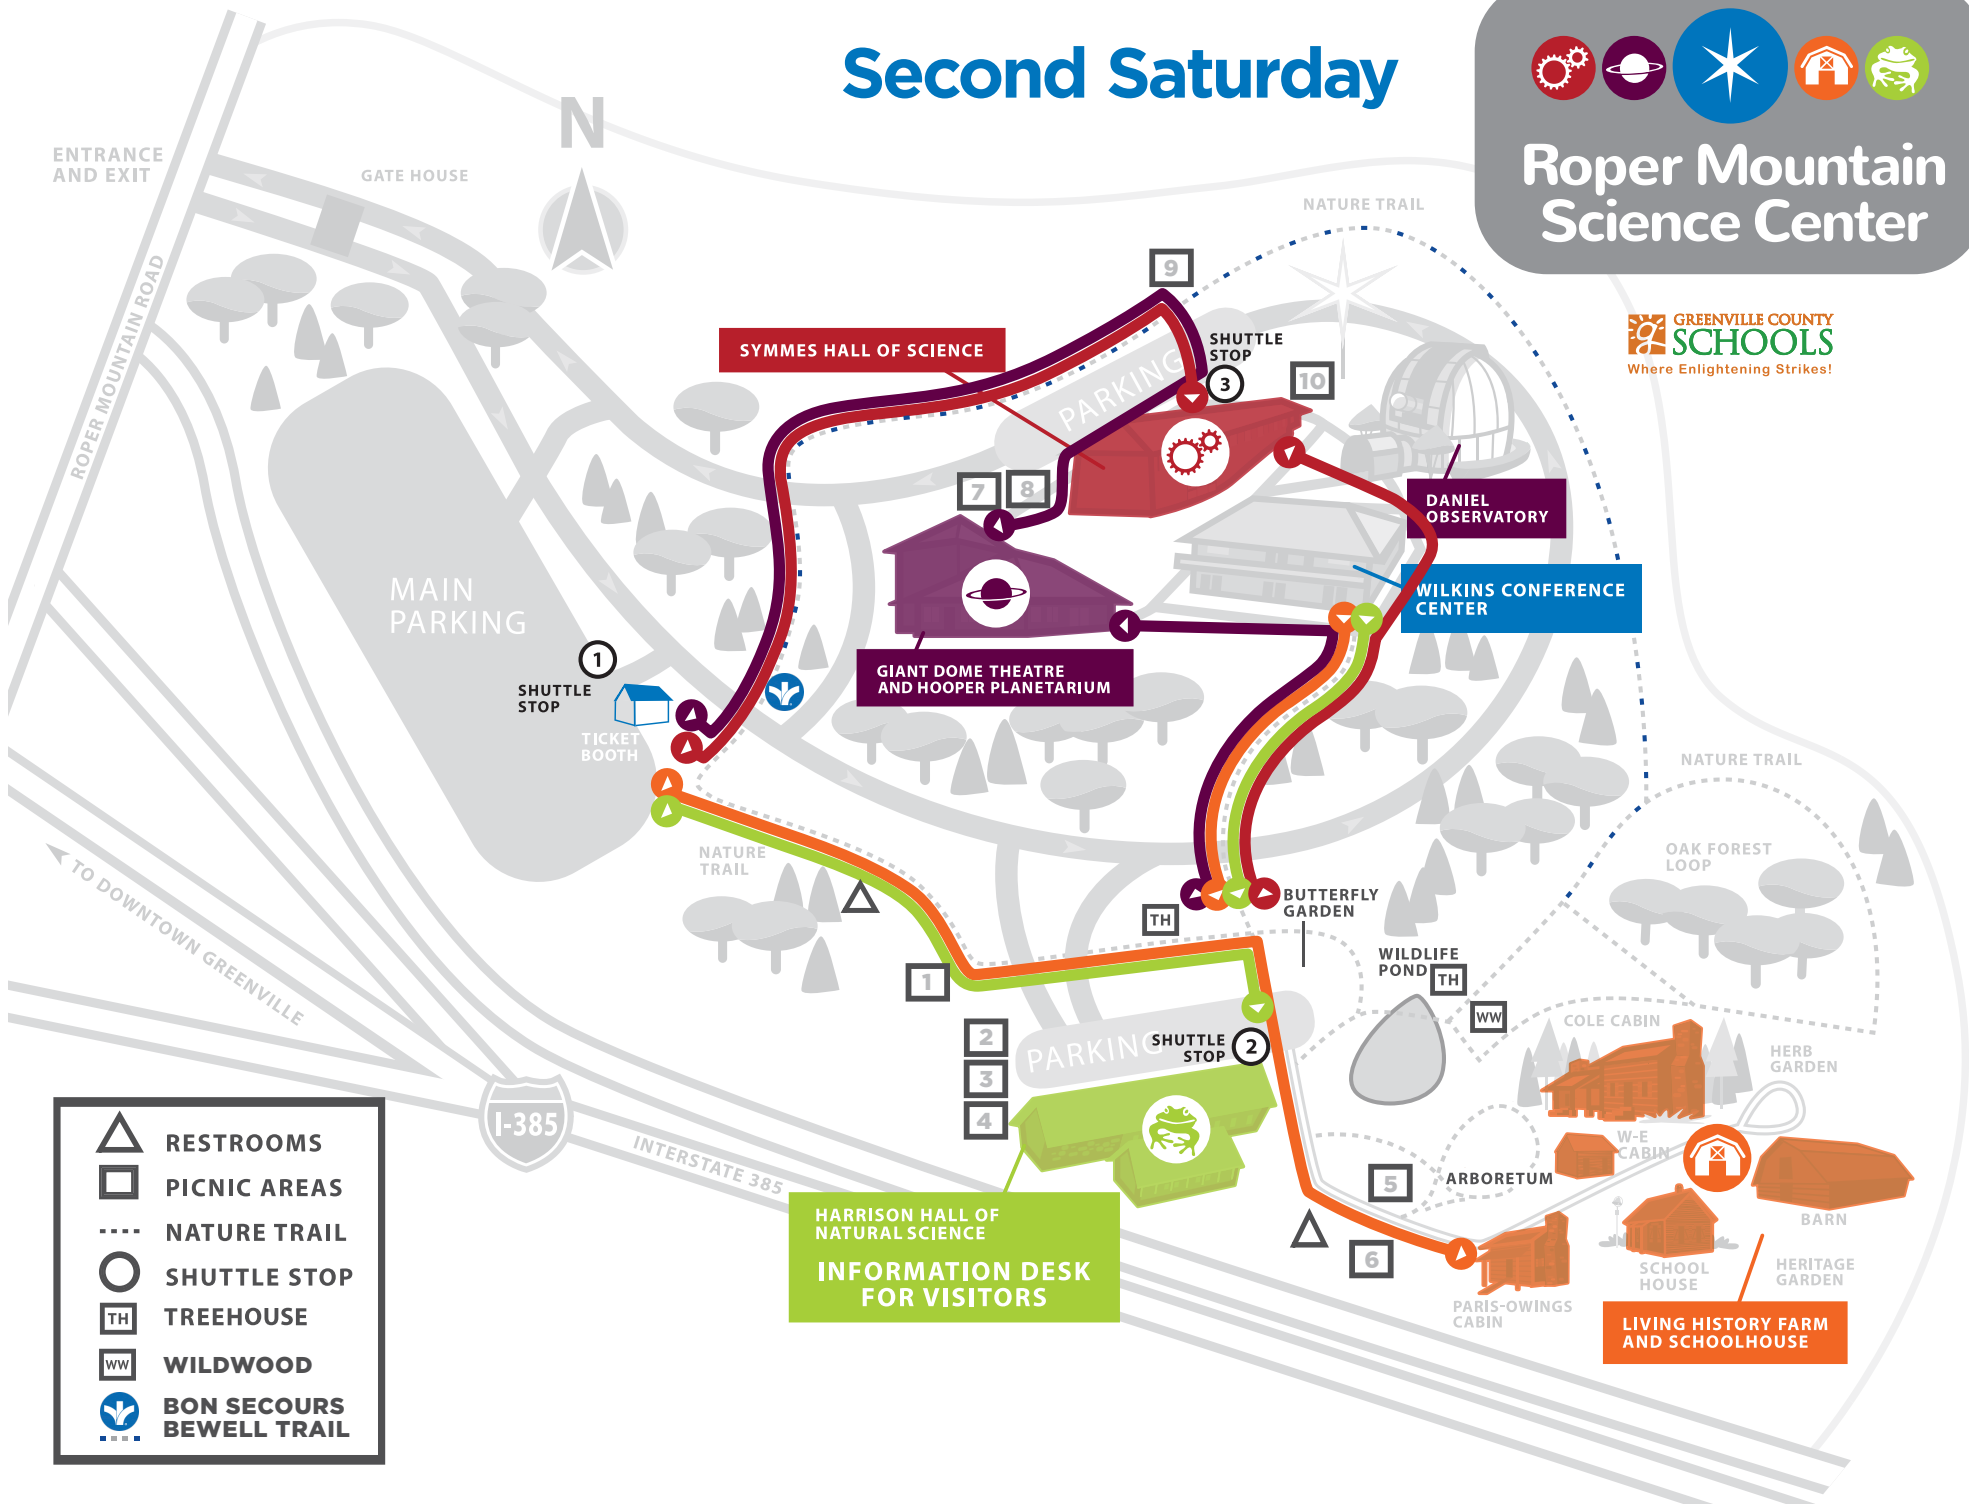 Second Saturday
Roper Mountain
Science Center
GREENVILLE COUNTY
SCHOOLS
Where Enlightening Strikes!
N
ENTRANCE
AND EXIT
GATE HOUSE
ROPER MOUNTAIN ROAD
NATURE TRAIL
9
SYMMES HALL OF SCIENCE
PARKING
SHUTTLE
STOP
3
10
7
8
DANIEL
OBSERVATORY
WILKINS CONFERENCE
CENTER
MAIN
PARKING
1
SHUTTLE
STOP
TICKET
BOOTH
GIANT DOME THEATRE
AND HOOPER PLANETARIUM
NATURE TRAIL
NATURE
TRAIL
OAK FOREST
LOOP
TO DOWNTOWN GREENVILLE
BUTTERFLY
GARDEN
TH
WILDLIFE
POND
TH
WW
1
2
3
4
PARKING
SHUTTLE
STOP
2
COLE CABIN
HERB
GARDEN
W-E
CABIN
ARBORETUM
5
6
BARN
SCHOOL
HOUSE
HERITAGE
GARDEN
PARIS-OWINGS
CABIN
LIVING HISTORY FARM
AND SCHOOLHOUSE
I-385
INTERSTATE 385
HARRISON HALL OF
NATURAL SCIENCE
INFORMATION DESK
FOR VISITORS
RESTROOMS
PICNIC AREAS
NATURE TRAIL
SHUTTLE STOP
TH
TREEHOUSE
WW
WILDWOOD
BON SECOURS
BEWELL TRAIL